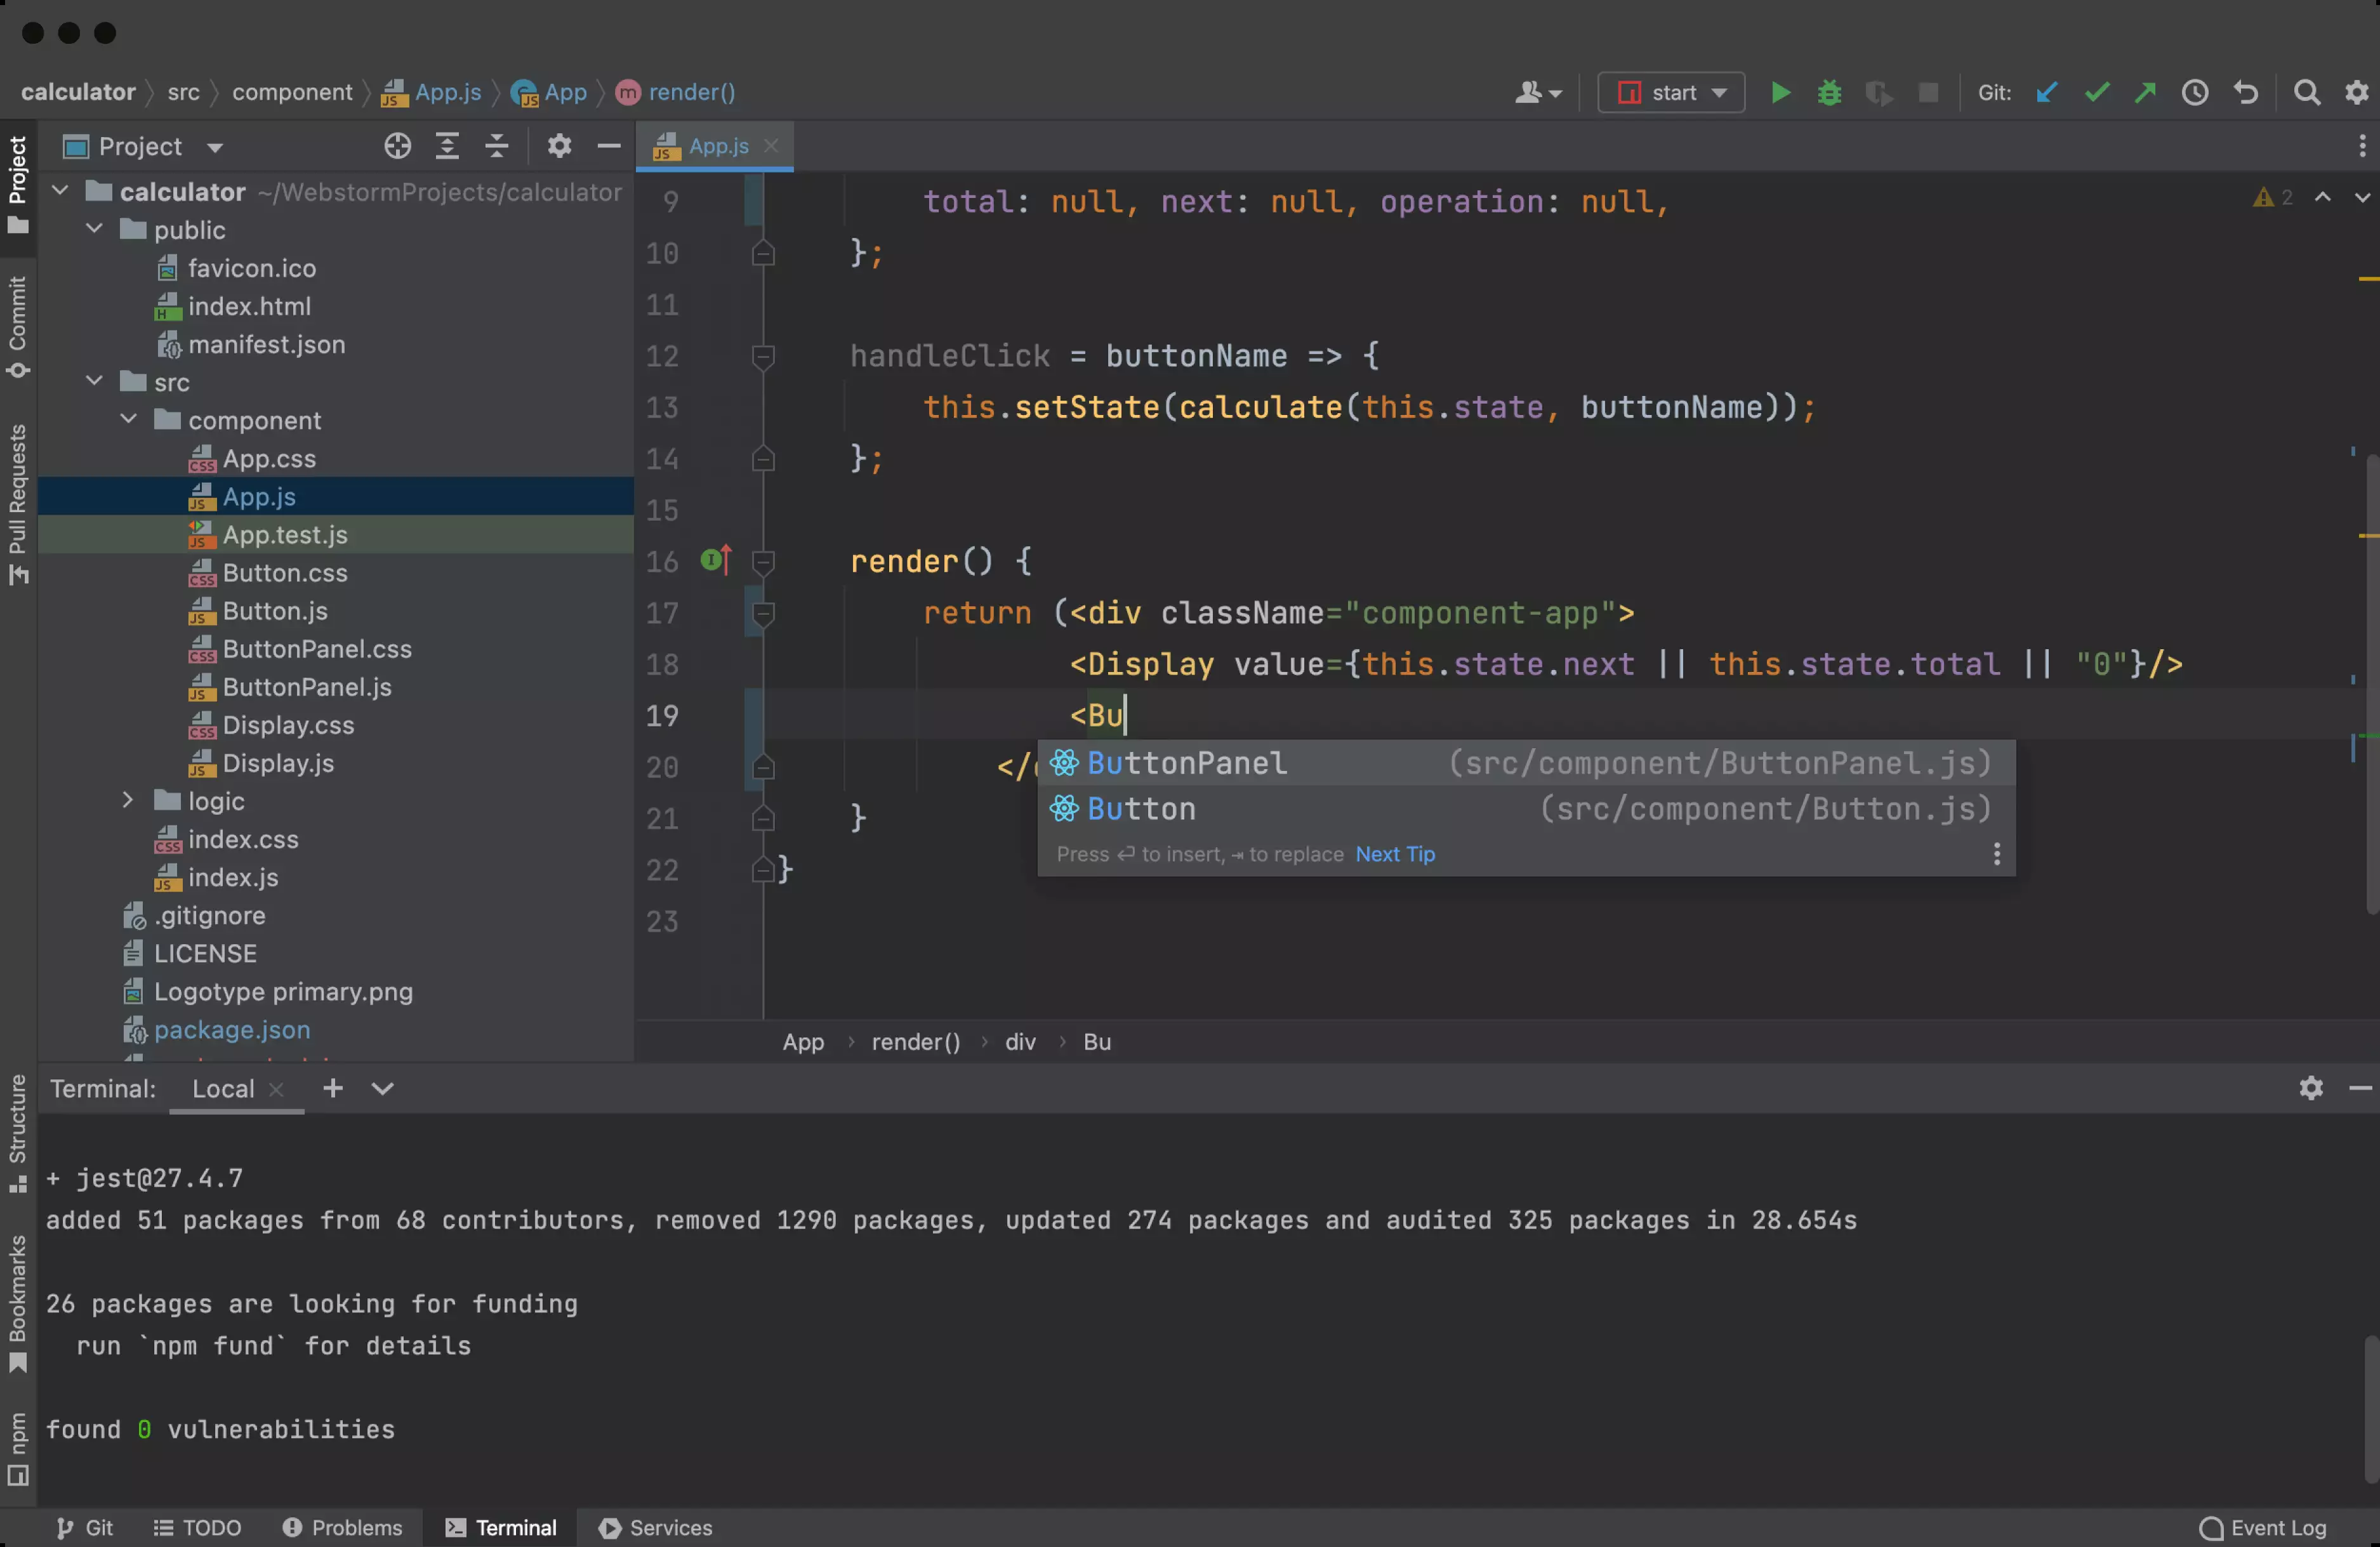 calculator src component App.js App render() start Git:
Project
App.js
Project
Commit
Pull Requests
calculator ~/WebstormProjects/calculator
public
favicon.ico
index.html
manifest.json
src
component
App.css
App.js
App.test.js
Button.css
Button.js
ButtonPanel.css
ButtonPanel.js
Display.css
Display.js
logic
index.css
index.js
.gitignore
LICENSE
Logotype primary.png
package.json
2
9 total: null, next: null, operation: null,
10 };
11
12 handleClick = buttonName => {
13 this.setState(calculate(this.state, buttonName));
14 };
15
16 render() {
17 return (<div className="component-app">
18 <Display value={this.state.next || this.state.total || "0"}/>
19 <Bu
20 </
21 }
22 }
23
ButtonPanel (src/component/ButtonPanel.js)
Button (src/component/Button.js)
Press ⏎ to insert, ⇥ to replace Next Tip
App › render() › div › Bu
Terminal: Local
Structure
Bookmarks
npm
+ jest@27.4.7
added 51 packages from 68 contributors, removed 1290 packages, updated 274 packages and audited 325 packages in 28.654s
26 packages are looking for funding
run `npm fund` for details
found 0 vulnerabilities
Git TODO Problems Terminal Services Event Log